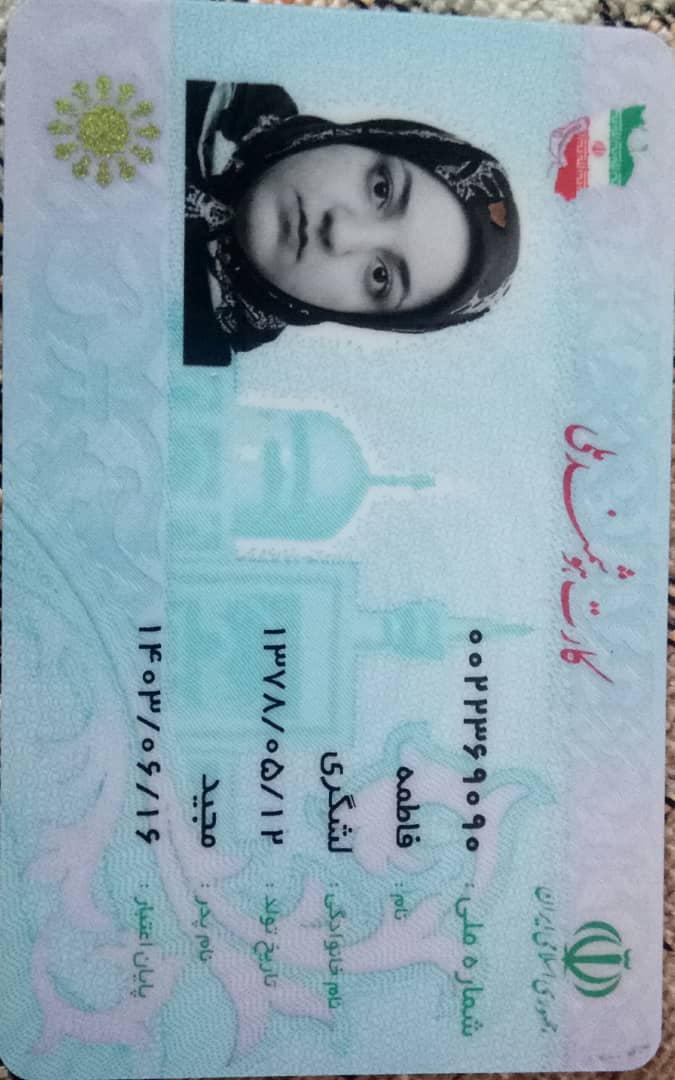 کارت هوشمند ملی
جمهوری اسلامی ایران
شماره ملی : ۰۰۲۲۳۶۹۰۹۰
نام : فاطمه
نام خانوادگی : لشگری
تاریخ تولد : ۱۳۷۸/۰۵/۱۲
نام پدر : مجید
پایان اعتبار : ۱۴۰۳/۰۶/۱۶